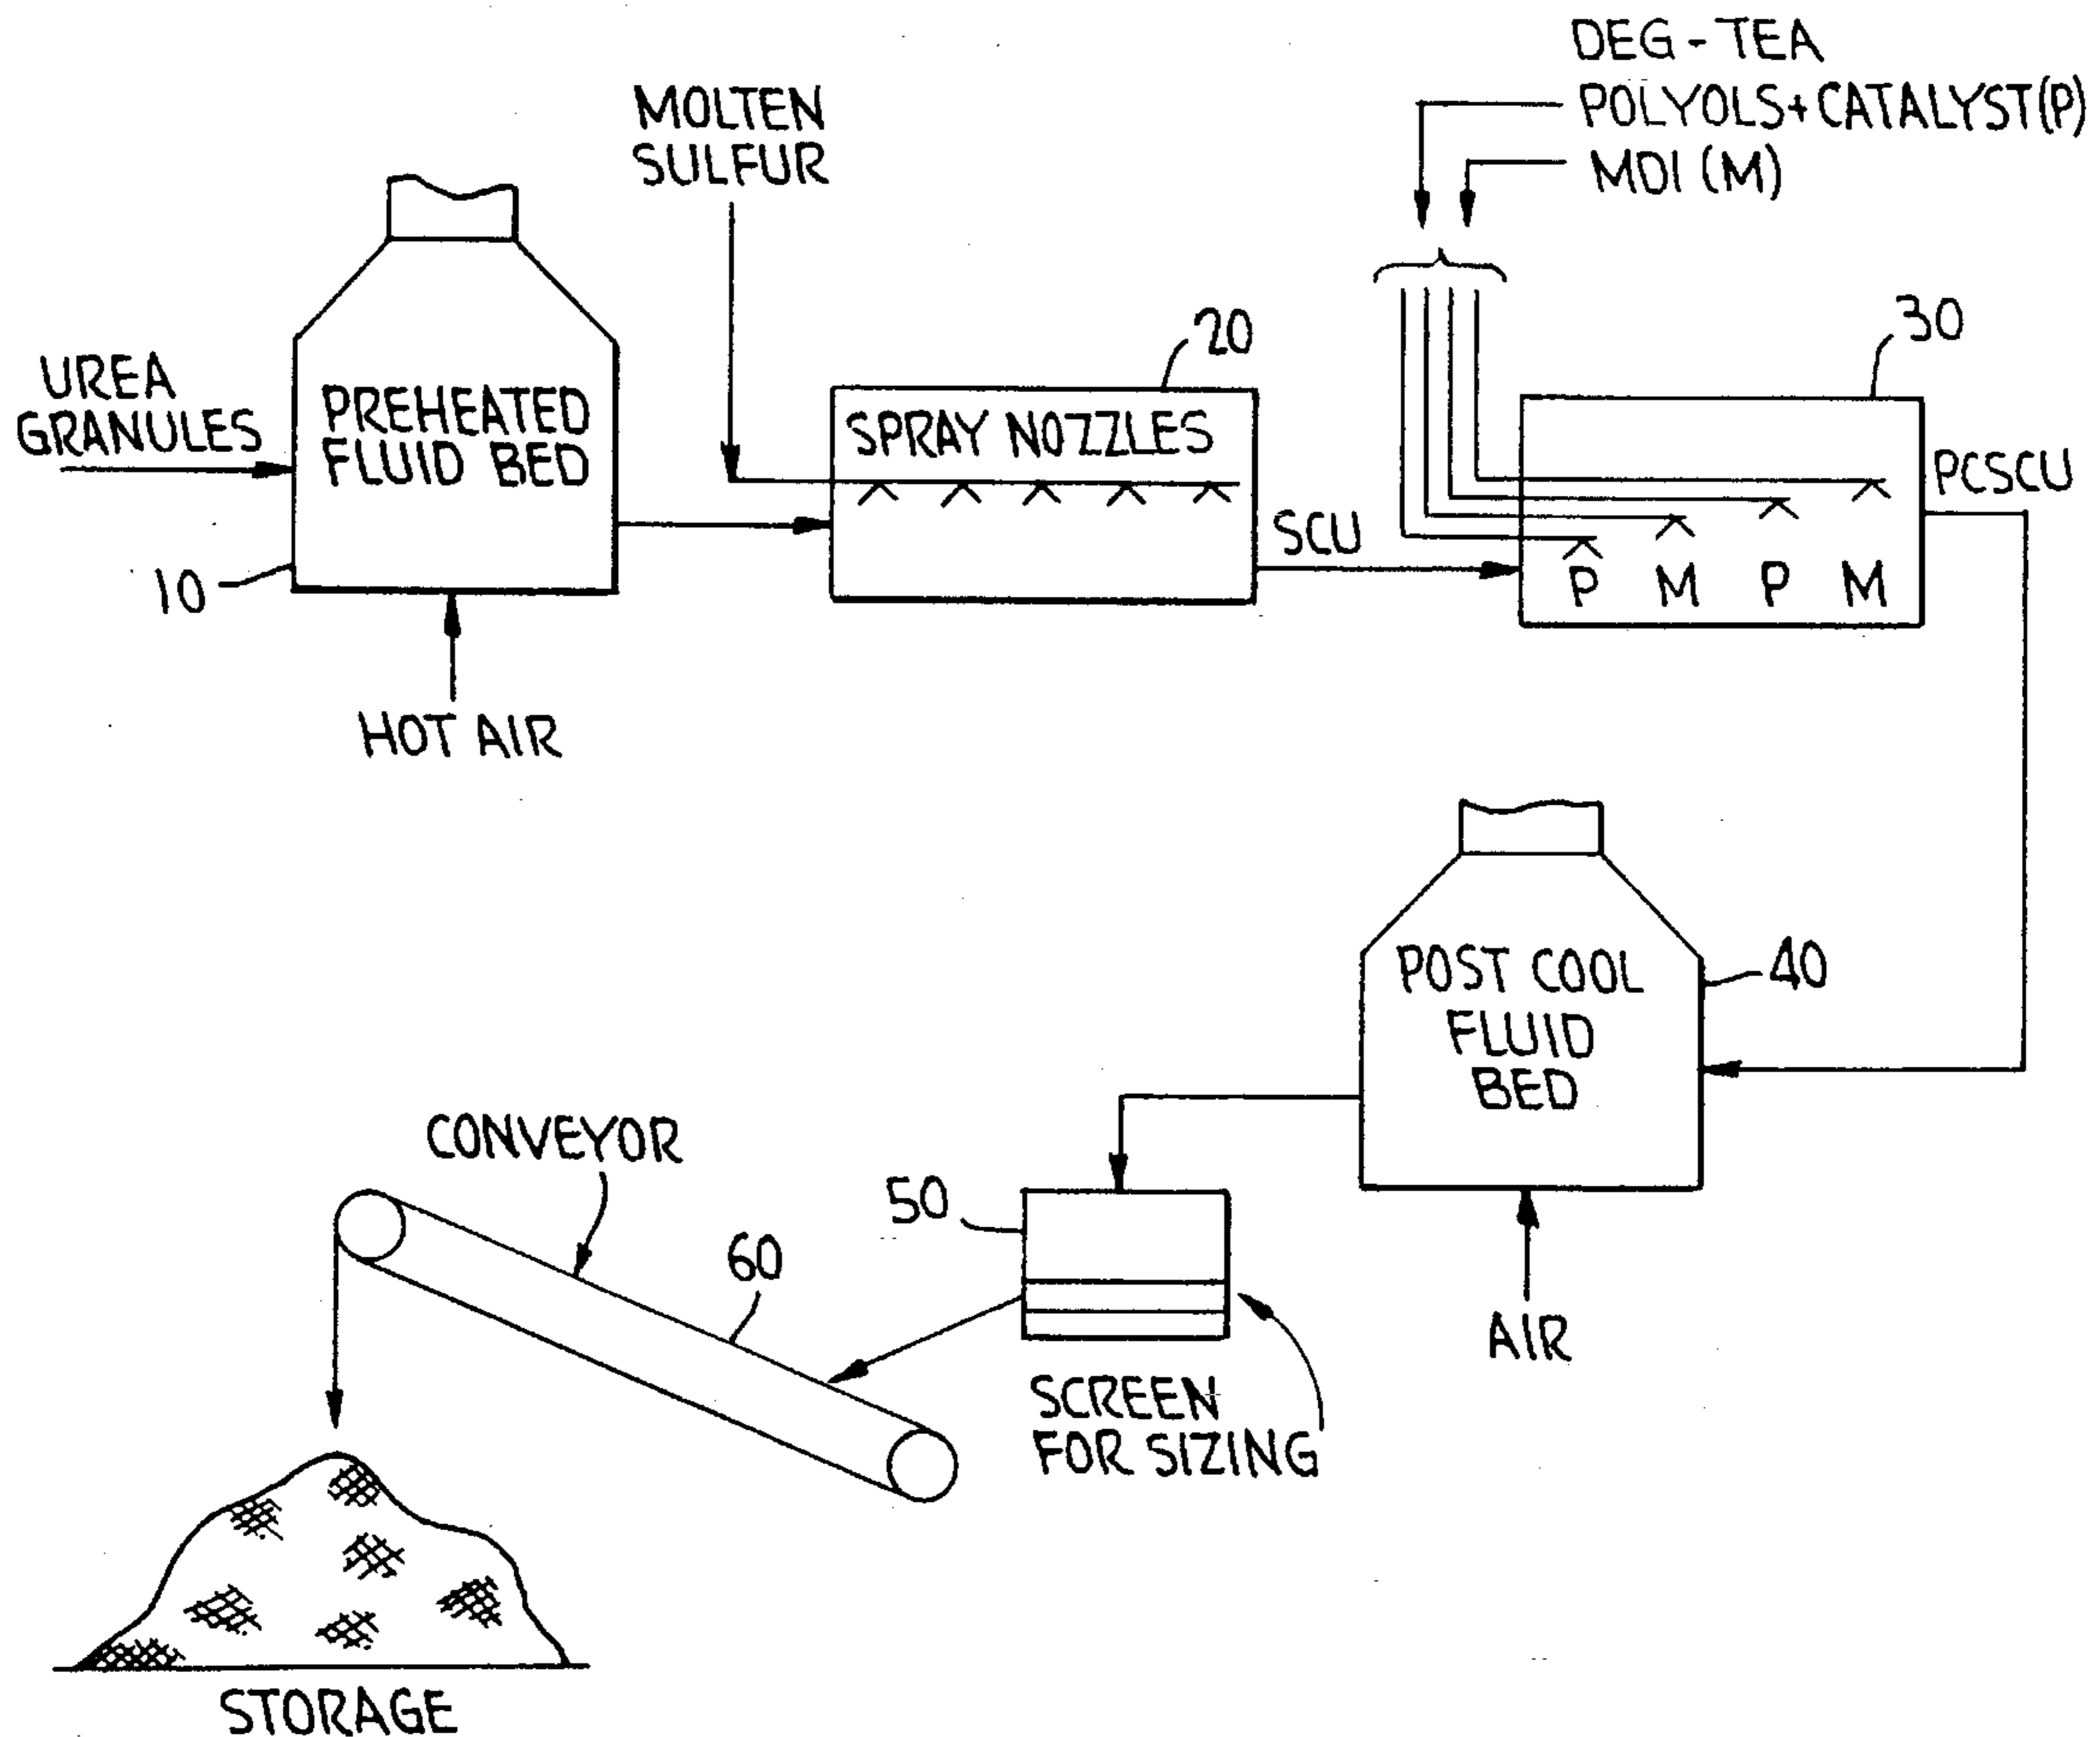 DEG - TEA
POLYOLS+CATALYST(P)
MDI (M)
MOLTEN
SULFUR
20
30
UREA
GRANULES
PREHEATED
FLUID BED
SPRAY NOZZLES
PCSCU
SCU
P M P M
10
HOT AIR
POST COOL
FLUID
BED
40
CONVEYOR
50
60
AIR
SCREEN
FOR SIZING
STORAGE